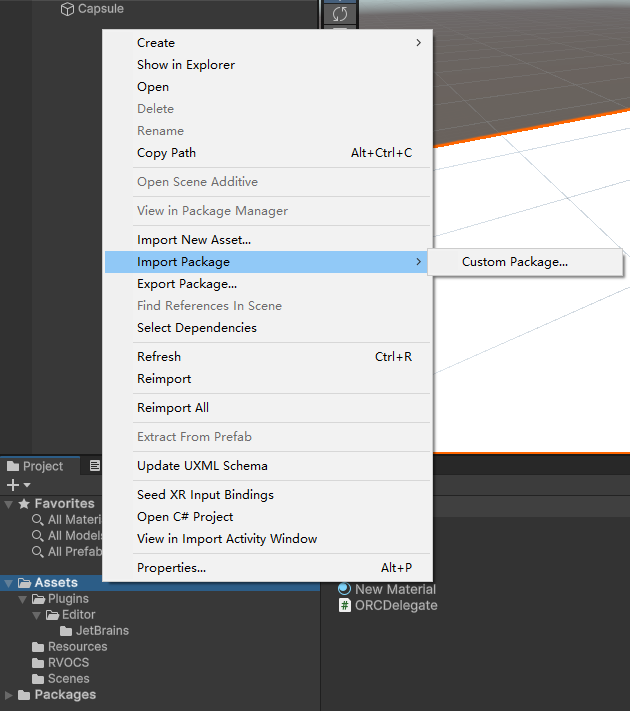 Capsule
Create
Show in Explorer
Open
Delete
Rename
Copy Path Alt+Ctrl+C
Open Scene Additive
View in Package Manager
Import New Asset...
Import Package
Custom Package...
Export Package...
Find References In Scene
Select Dependencies
Refresh Ctrl+R
Reimport
Reimport All
Extract From Prefab
Update UXML Schema
Seed XR Input Bindings
Open C# Project
View in Import Activity Window
Properties... Alt+P
Project
Favorites
All Materi
All Models
All Prefab
Assets
Plugins
Editor
JetBrains
Resources
RVOCS
Scenes
Packages
New Material
ORCDelegate